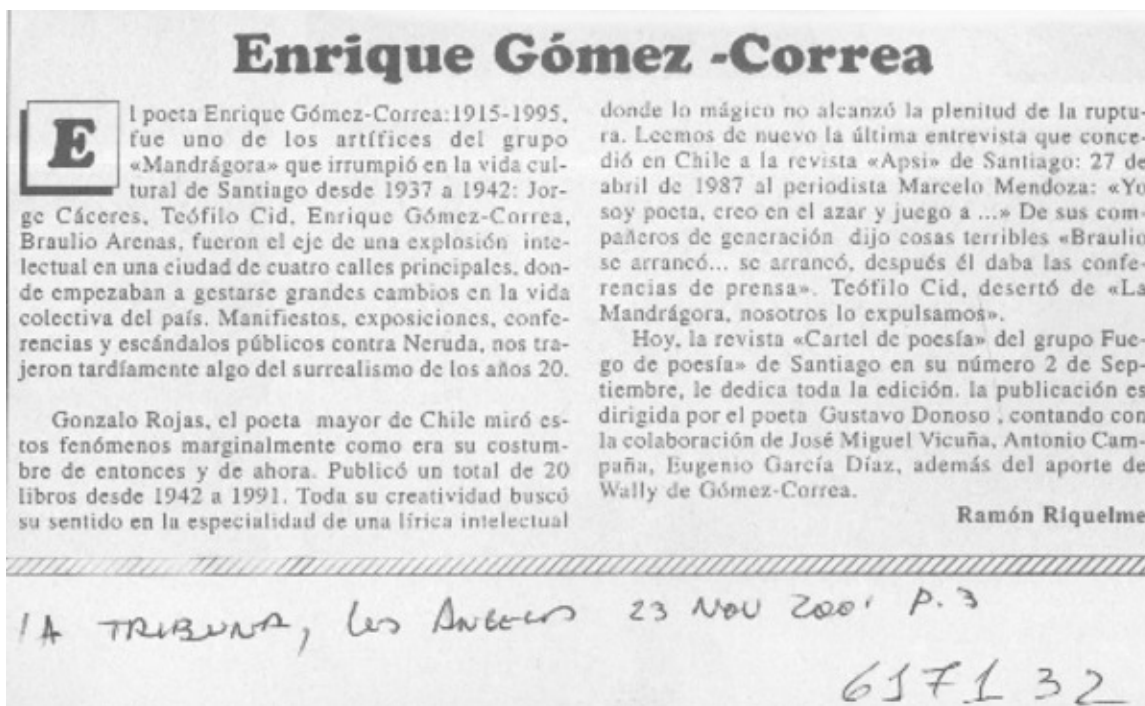 Enrique Gómez -Correa
El poeta Enrique Gómez-Correa:1915-1995,
fue uno de los artífices del grupo
«Mandrágora» que irrumpió en la vida cul-
tural de Santiago desde 1937 a 1942: Jor-
ge Cáceres, Teófilo Cid, Enrique Gómez-Correa,
Braulio Arenas, fueron el eje de una explosión inte-
lectual en una ciudad de cuatro calles principales, don-
de empezaban a gestarse grandes cambios en la vida
colectiva del país. Manifiestos, exposiciones, confe-
rencias y escándalos públicos contra Neruda, nos tra-
jeron tardíamente algo del surrealismo de los años 20.
Gonzalo Rojas, el poeta mayor de Chile miró es-
tos fenómenos marginalmente como era su costum-
bre de entonces y de ahora. Publicó un total de 20
libros desde 1942 a 1991. Toda su creatividad buscó
su sentido en la especialidad de una lírica intelectual
donde lo mágico no alcanzó la plenitud de la ruptu-
ra. Leemos de nuevo la última entrevista que conce-
dió en Chile a la revista «Apsi» de Santiago: 27 de
abril de 1987 al periodista Marcelo Mendoza: «Yo
soy poeta, creo en el azar y juego a ...» De sus com-
pañeros de generación dijo cosas terribles «Braulio
se arrancó... se arrancó, después él daba las confe-
rencias de prensa». Teófilo Cid, desertó de «La
Mandrágora, nosotros lo expulsamos».
Hoy, la revista «Cartel de poesía» del grupo Fue-
go de poesía» de Santiago en su número 2 de Sep-
tiembre, le dedica toda la edición. la publicación es
dirigida por el poeta Gustavo Donoso , contando con
la colaboración de José Miguel Vicuña, Antonio Cam-
paña, Eugenio García Díaz, además del aporte de
Wally de Gómez-Correa.
Ramón Riquelme
LA TRIBUNA, Los Angeles 23 NOV 2001 P. 3
617132